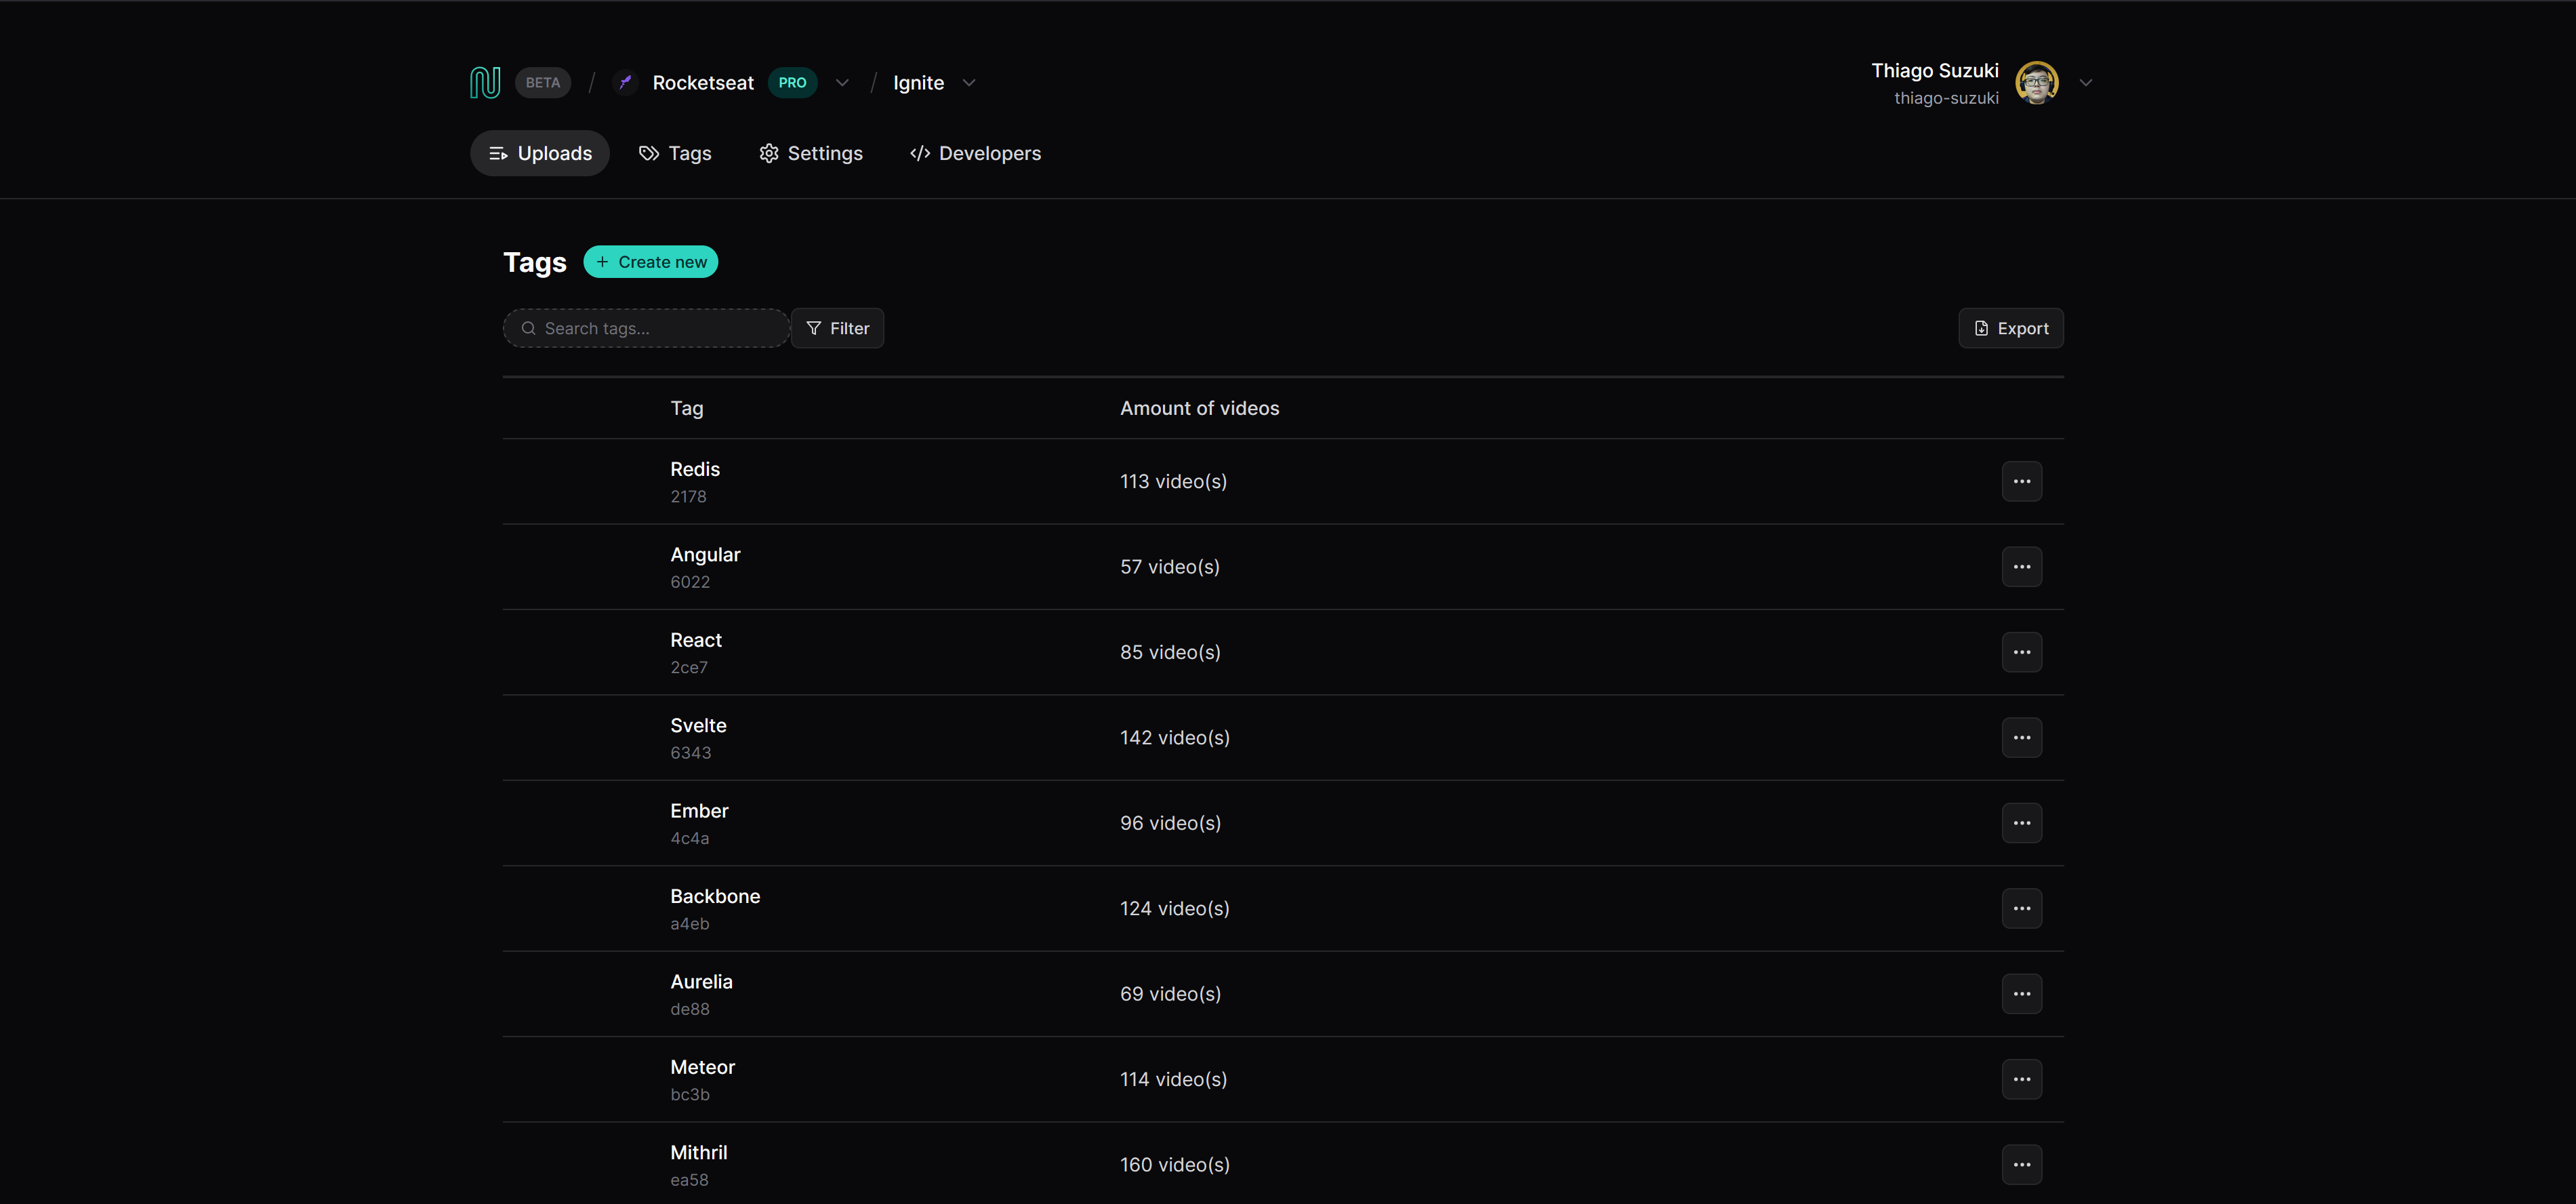 BETA / Rocketseat PRO / Ignite
Thiago Suzuki
thiago-suzuki
Uploads Tags Settings Developers
Tags + Create new
Search tags... Filter Export
Tag Amount of videos
Redis
2178
113 video(s)
Angular
6022
57 video(s)
React
2ce7
85 video(s)
Svelte
6343
142 video(s)
Ember
4c4a
96 video(s)
Backbone
a4eb
124 video(s)
Aurelia
de88
69 video(s)
Meteor
bc3b
114 video(s)
Mithril
ea58
160 video(s)